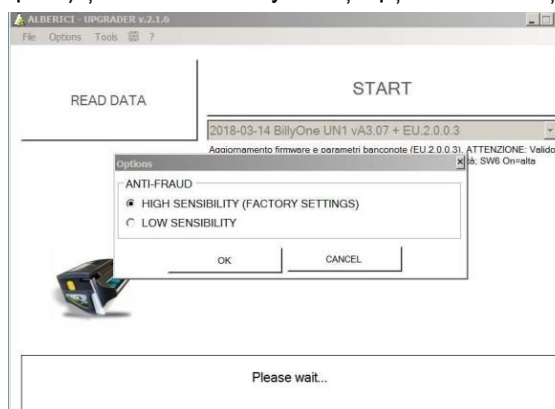 ALBERICI - UPGRADER v.2.1.6
File Options Tools ?
READ DATA
START
2018-03-14 BillyOne UN1 vA3.07 + EU.2.0.0.3
Aggiornamento firmware e parametri banconote (EU.2.0.0.3). ATTENZIONE: Valido
SW6 On=alta
Options
ANTI-FRAUD
HIGH SENSIBILITY (FACTORY SETTINGS)
LOW SENSIBILITY
OK
CANCEL
Please wait...